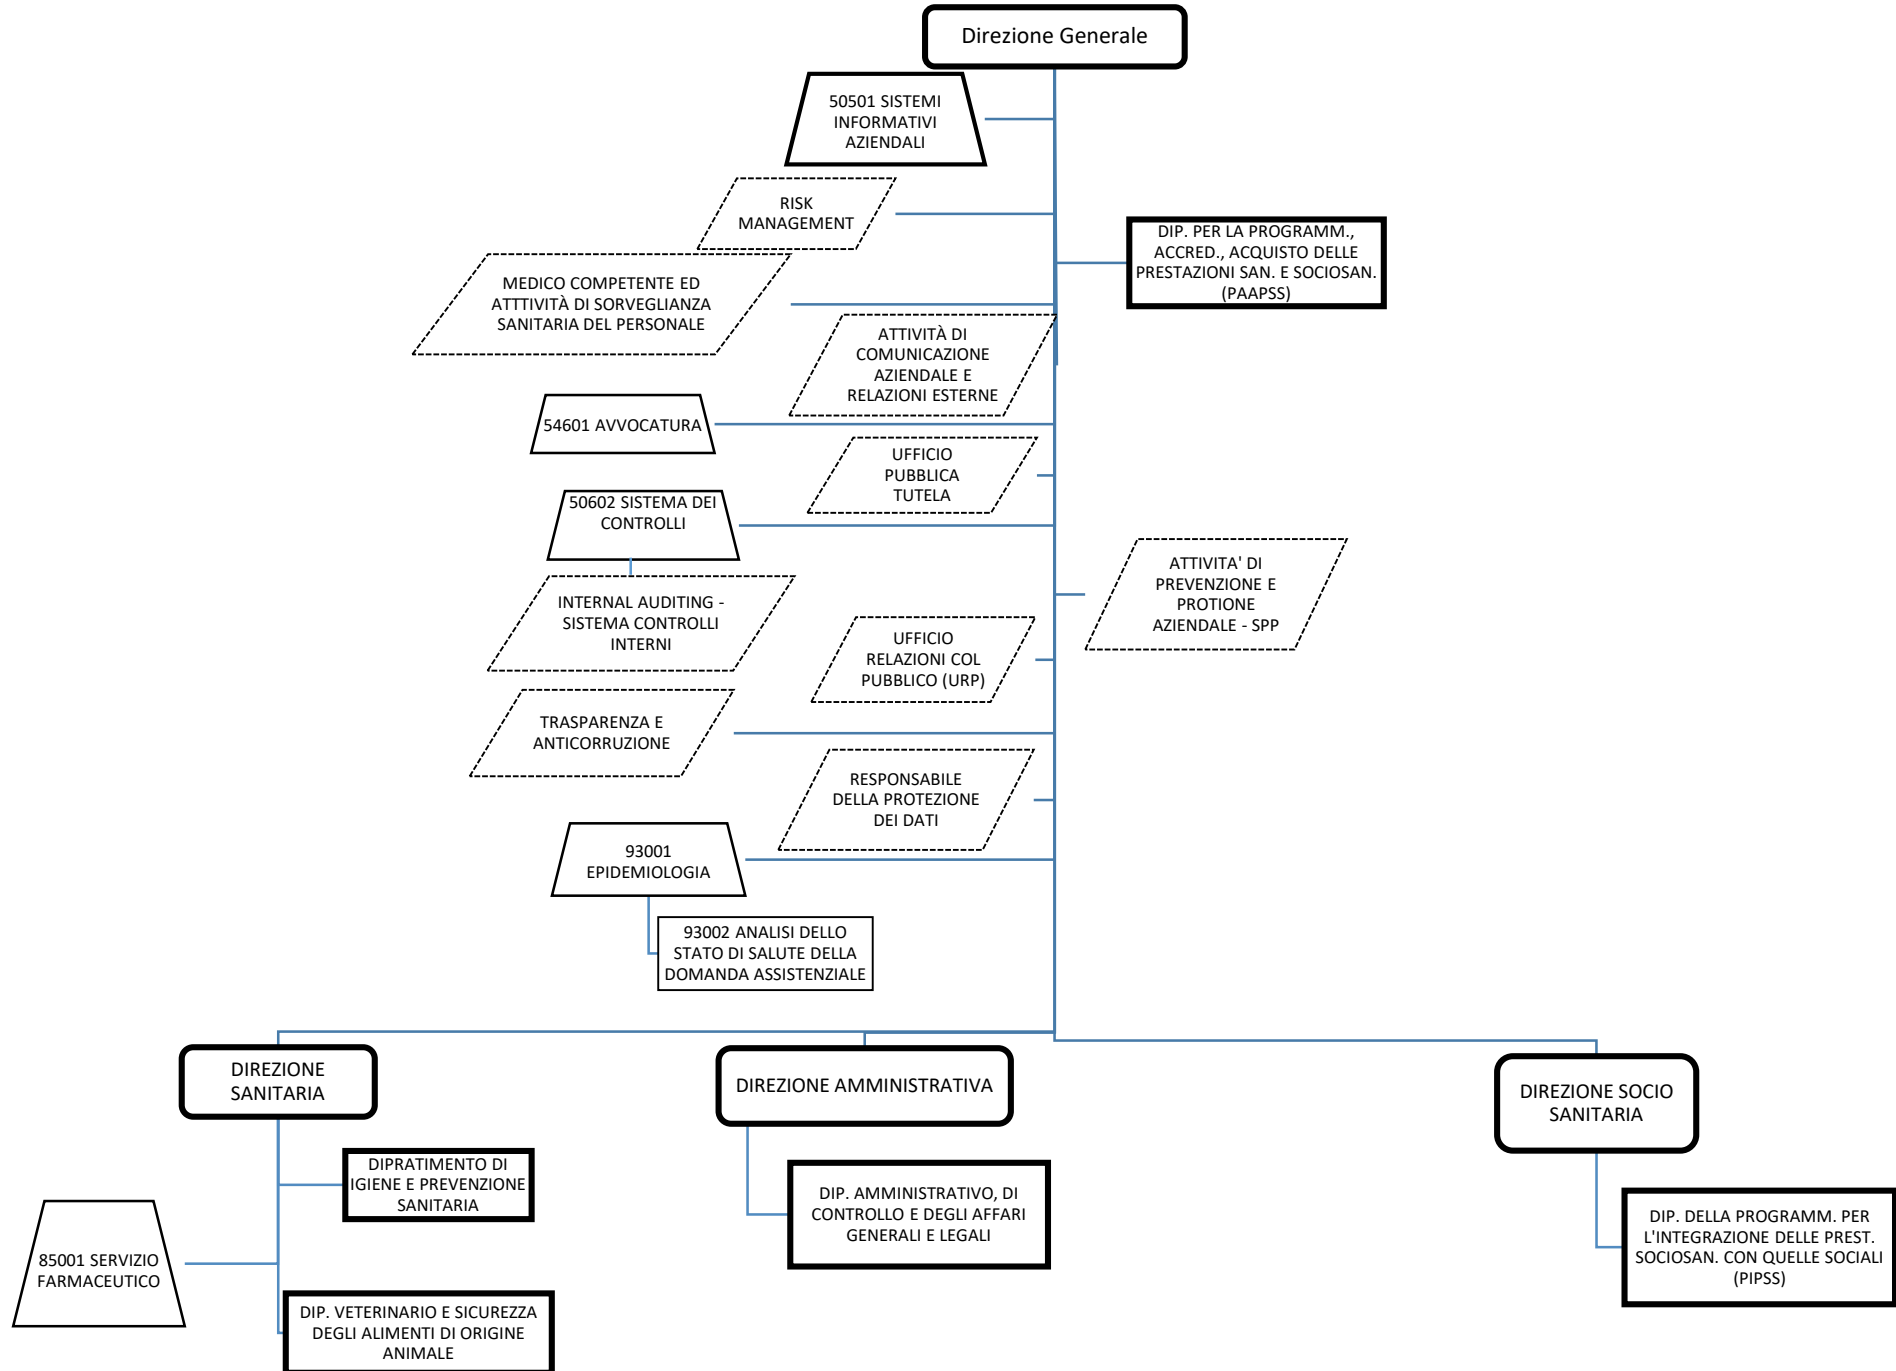 Direzione Generale
50501 SISTEMI
INFORMATIVI
AZIENDALI
RISK
MANAGEMENT
DIP. PER LA PROGRAMM.,
ACCRED., ACQUISTO DELLE
PRESTAZIONI SAN. E SOCIOSAN.
(PAAPSS)
MEDICO COMPETENTE ED
ATTTIVITÀ DI SORVEGLIANZA
SANITARIA DEL PERSONALE
ATTIVITÀ DI
COMUNICAZIONE
AZIENDALE E
RELAZIONI ESTERNE
54601 AVVOCATURA
UFFICIO
PUBBLICA
TUTELA
50602 SISTEMA DEI
CONTROLLI
ATTIVITA' DI
PREVENZIONE E
PROTIONE
AZIENDALE - SPP
INTERNAL AUDITING -
SISTEMA CONTROLLI
INTERNI
UFFICIO
RELAZIONI COL
PUBBLICO (URP)
TRASPARENZA E
ANTICORRUZIONE
RESPONSABILE
DELLA PROTEZIONE
DEI DATI
93001
EPIDEMIOLOGIA
93002 ANALISI DELLO
STATO DI SALUTE DELLA
DOMANDA ASSISTENZIALE
DIREZIONE
SANITARIA
DIREZIONE AMMINISTRATIVA
DIREZIONE SOCIO
SANITARIA
DIPRATIMENTO DI
IGIENE E PREVENZIONE
SANITARIA
85001 SERVIZIO
FARMACEUTICO
DIP. VETERINARIO E SICUREZZA
DEGLI ALIMENTI DI ORIGINE
ANIMALE
DIP. AMMINISTRATIVO, DI
CONTROLLO E DEGLI AFFARI
GENERALI E LEGALI
DIP. DELLA PROGRAMM. PER
L'INTEGRAZIONE DELLE PREST.
SOCIOSAN. CON QUELLE SOCIALI
(PIPSS)